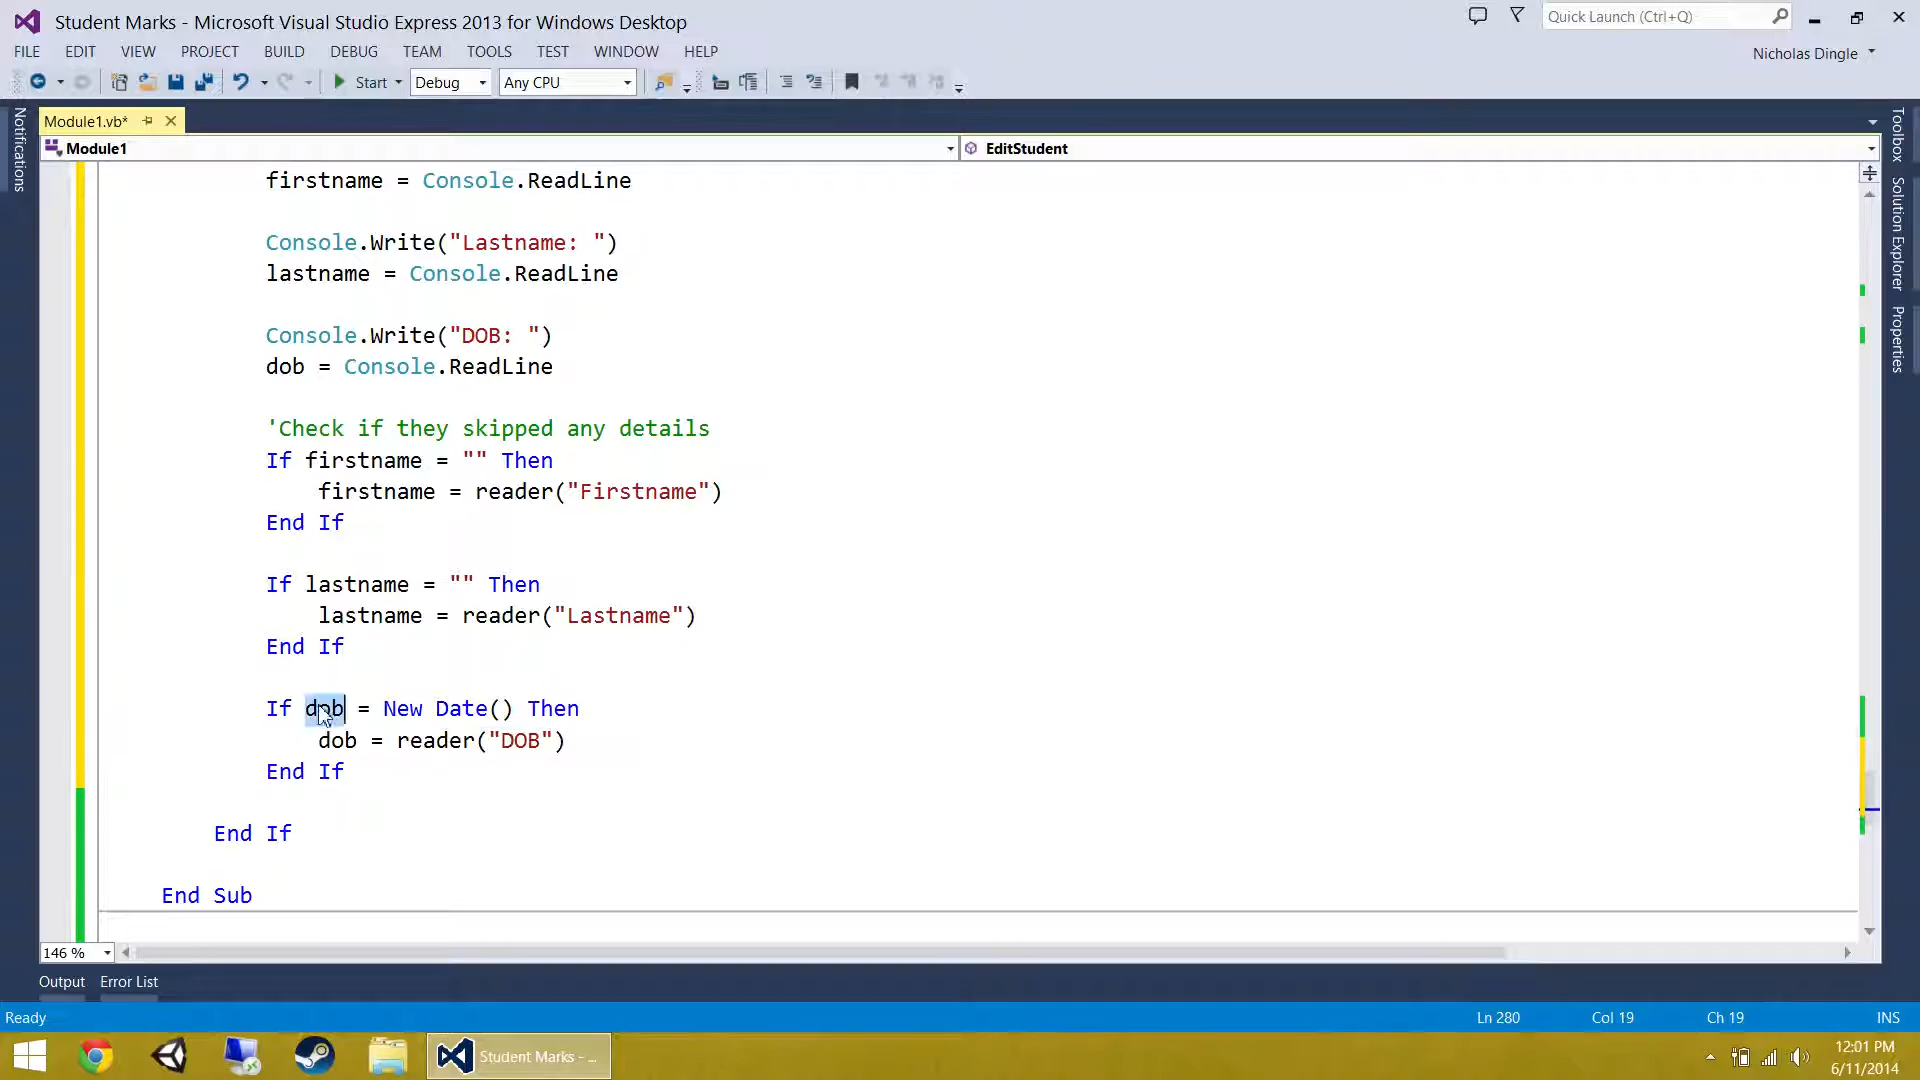 Student Marks - Microsoft Visual Studio Express 2013 for Windows Desktop
Quick Launch (Ctrl+Q)
FILE EDIT VIEW PROJECT BUILD DEBUG TEAM TOOLS TEST WINDOW HELP
Nicholas Dingle
Start Debug Any CPU
Notifications
Module1.vb*
Toolbox
Solution Explorer
Properties
Module1
EditStudent
firstname = Console.ReadLine
Console.Write("Lastname: ")
lastname = Console.ReadLine
Console.Write("DOB: ")
dob = Console.ReadLine
'Check if they skipped any details
If firstname = "" Then
firstname = reader("Firstname")
End If
If lastname = "" Then
lastname = reader("Lastname")
End If
If dob = New Date() Then
dob = reader("DOB")
End If
End If
End Sub
146 %
Output Error List
Ready Ln 280 Col 19 Ch 19 INS
Student Marks - ...
12:01 PM
6/11/2014